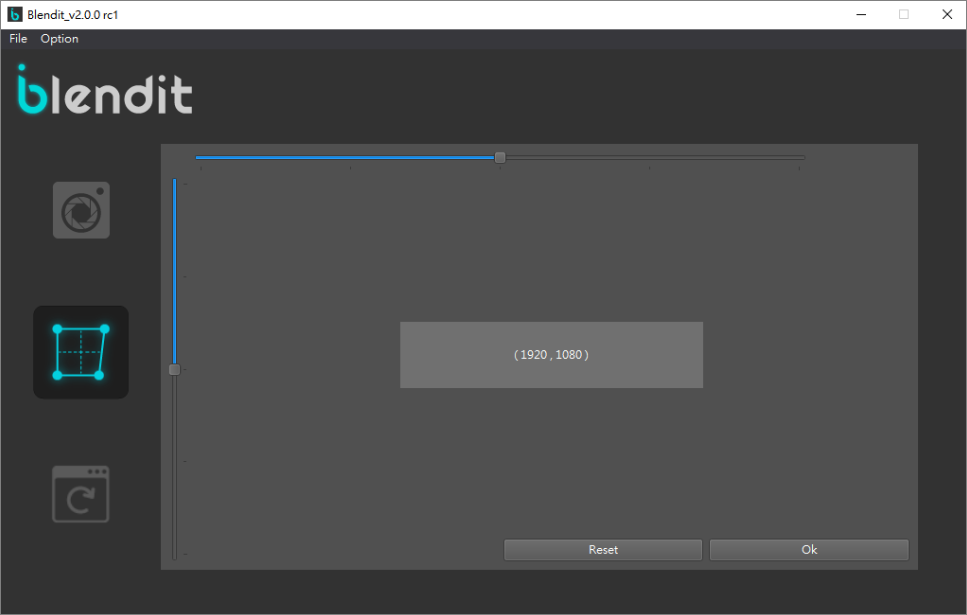 Blendit_v2.0.0 rc1
File Option
blendit
( 1920 , 1080 )
Reset Ok